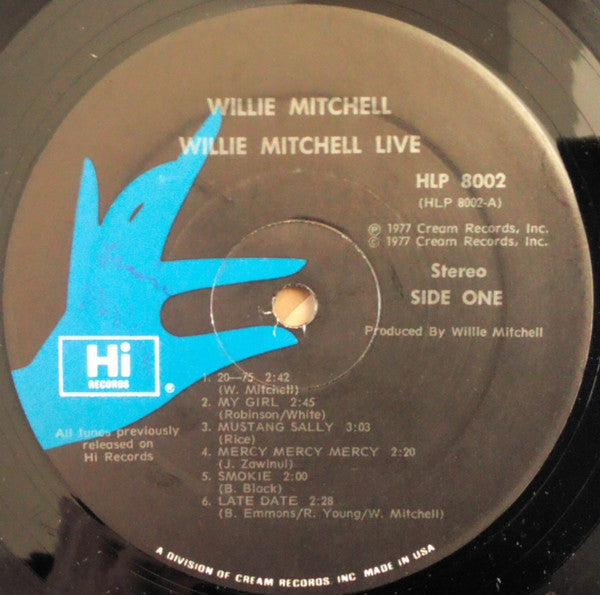 WILLIE MITCHELL
WILLIE MITCHELL LIVE
HLP 8002
(HLP 8002-A)
Ⓟ 1977 Cream Records, Inc.
© 1977 Cream Records, Inc.
Stereo
SIDE ONE
Produced By Willie Mitchell
Hi
RECORDS
®
All tunes previously
released on
Hi Records
1. 20—75 2:42
(W. Mitchell)
2. MY GIRL 2:45
(Robinson/White)
3. MUSTANG SALLY 3:03
(Rice)
4. MERCY MERCY MERCY 2:20
(J. Zawinul)
5. SMOKIE 2:00
(B. Black)
6. LATE DATE 2:28
(B. Emmons/R. Young/W. Mitchell)
A DIVISION OF CREAM RECORDS, INC. MADE IN USA